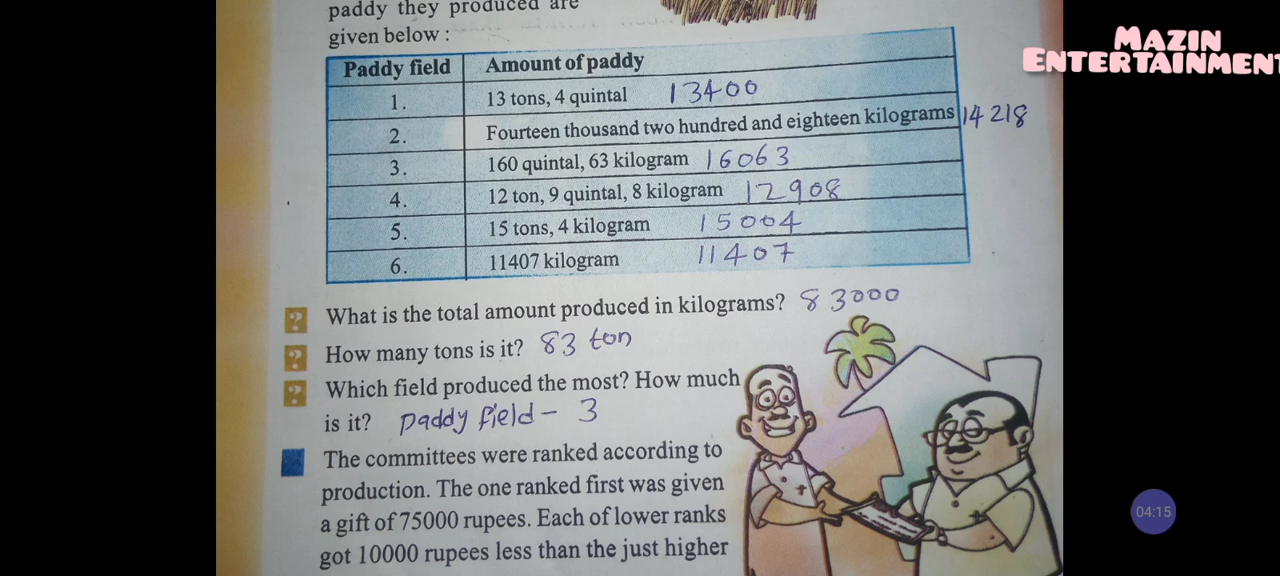 paddy they produced are
given below :
Paddy field Amount of paddy
1. 13 tons, 4 quintal 13400
2. Fourteen thousand two hundred and eighteen kilograms 14218
3. 160 quintal, 63 kilogram 16063
4. 12 ton, 9 quintal, 8 kilogram 12908
5. 15 tons, 4 kilogram 15004
6. 11407 kilogram 11407
? What is the total amount produced in kilograms? 83000
? How many tons is it? 83 ton
? Which field produced the most? How much
is it? paddy field - 3
The committees were ranked according to
production. The one ranked first was given
a gift of 75000 rupees. Each of lower ranks
got 10000 rupees less than the just higher
MAZIN
ENTERTAINMENT
04:15